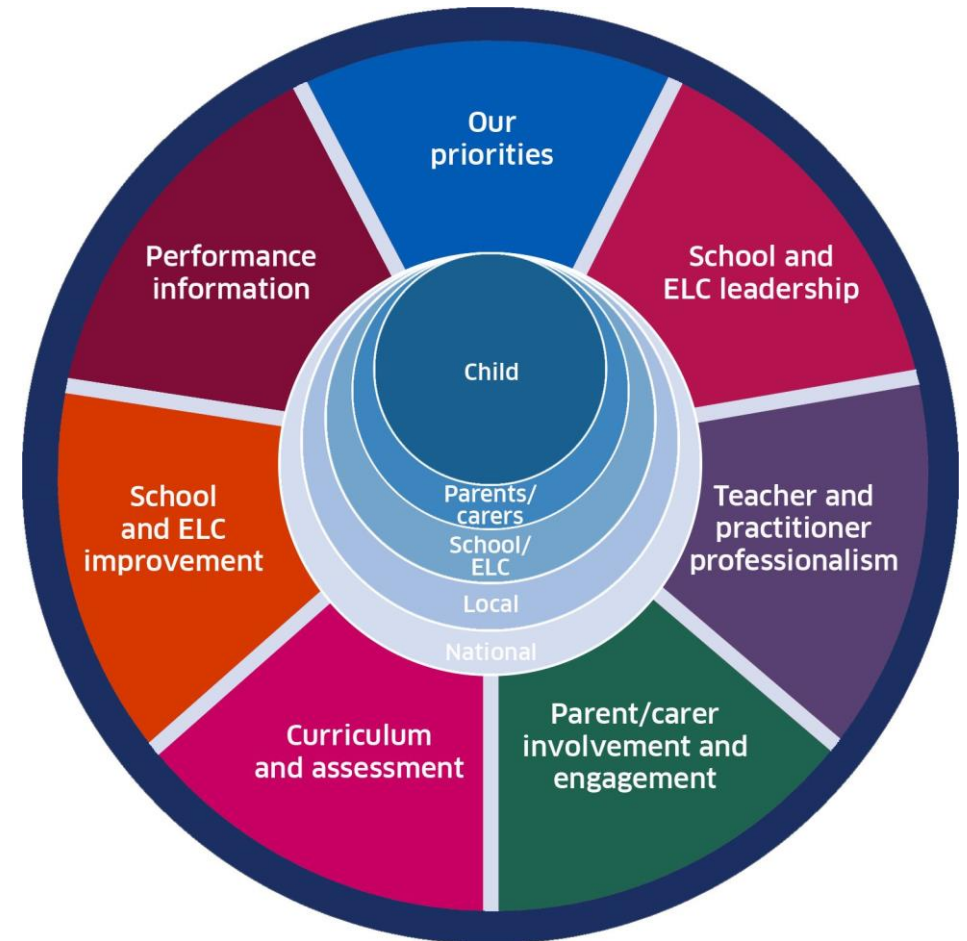 Our
priorities
School and
ELC leadership
Teacher and
practitioner
professionalism
Parent/carer
involvement and
engagement
Curriculum
and assessment
School
and ELC
improvement
Performance
information
Child
Parents/
carers
School/
ELC
Local
National